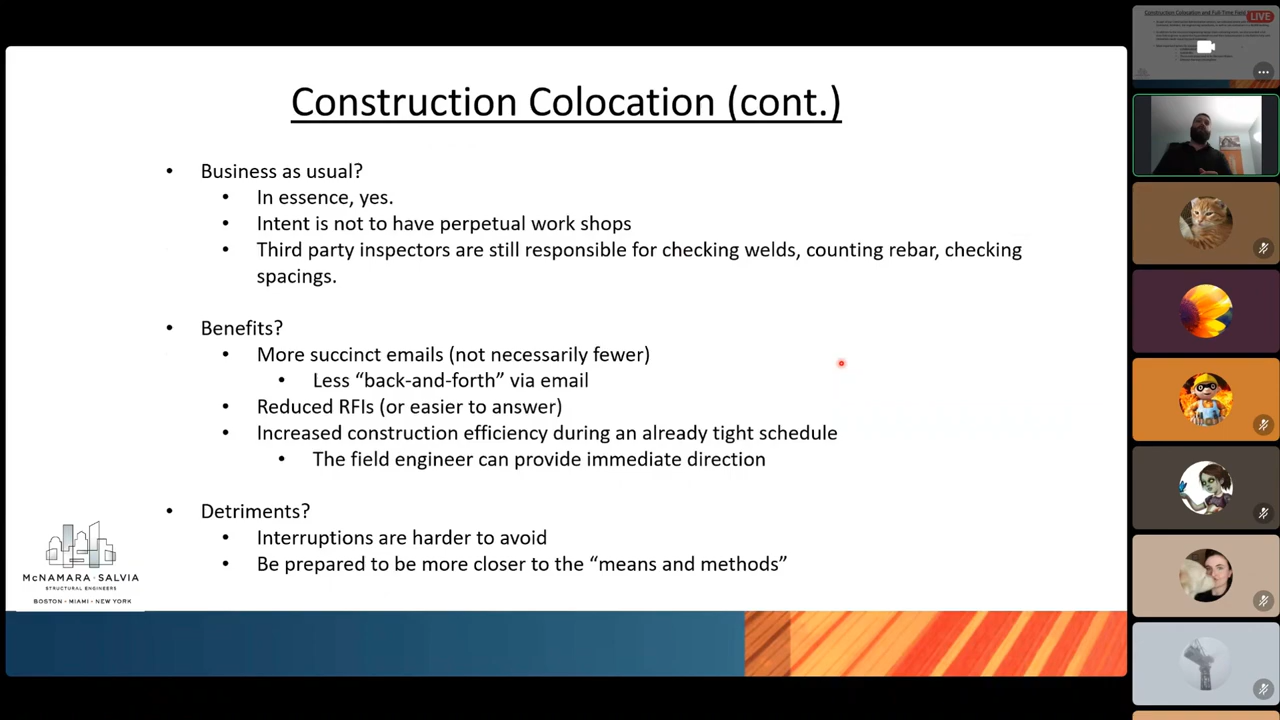 Construction Colocation (cont.)
• Business as usual?
• In essence, yes.
• Intent is not to have perpetual work shops
• Third party inspectors are still responsible for checking welds, counting rebar, checking
spacings.
• Benefits?
• More succinct emails (not necessarily fewer)
• Less “back-and-forth” via email
• Reduced RFIs (or easier to answer)
• Increased construction efficiency during an already tight schedule
• The field engineer can provide immediate direction
• Detriments?
• Interruptions are harder to avoid
• Be prepared to be more closer to the “means and methods”
McNAMARA · SALVIA
STRUCTURAL ENGINEERS
BOSTON - MIAMI - NEW YORK
Construction Colocation and Full-Time Field
LIVE